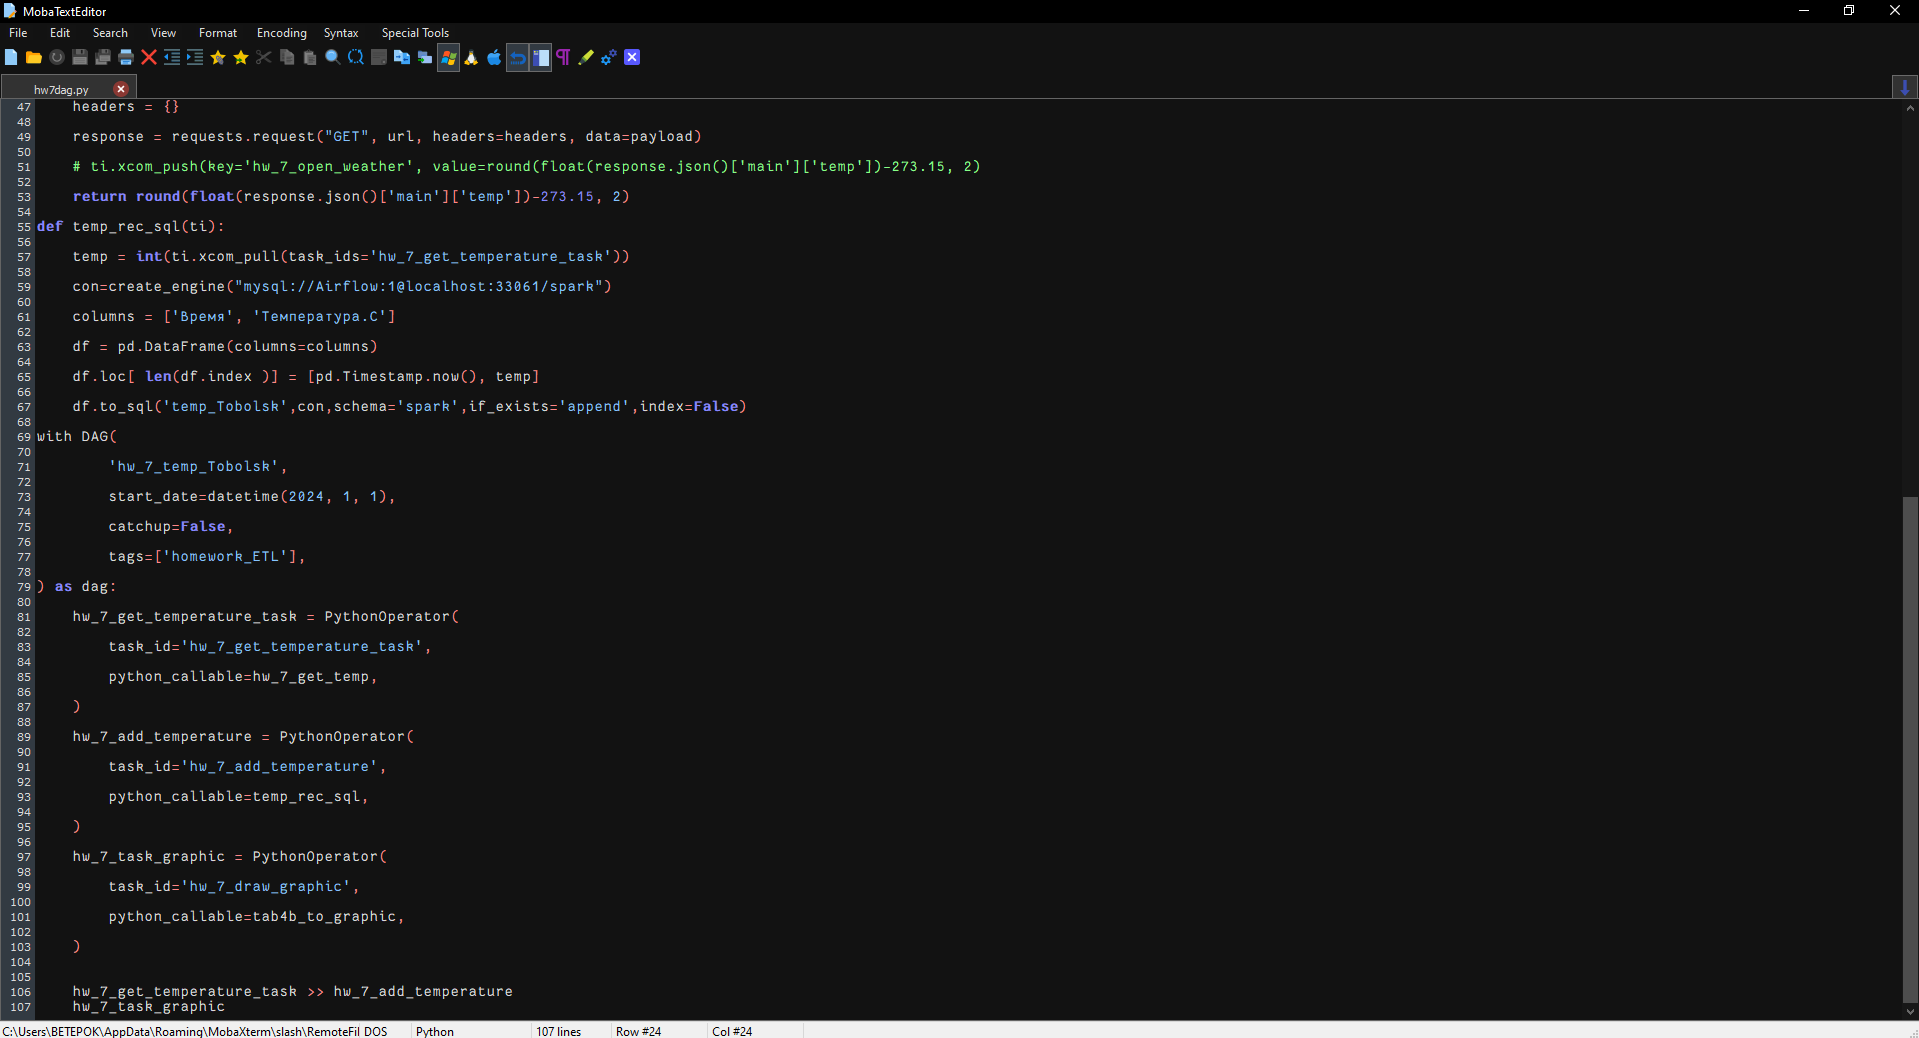 MobaTextEditor
File Edit Search View Format Encoding Syntax Special Tools
hw7dag.py
47 headers = {}
48
49 response = requests.request("GET", url, headers=headers, data=payload)
50
51 # ti.xcom_push(key='hw_7_open_weather', value=round(float(response.json()['main']['temp'])-273.15, 2)
52
53 return round(float(response.json()['main']['temp'])-273.15, 2)
54
55 def temp_rec_sql(ti):
56
57 temp = int(ti.xcom_pull(task_ids='hw_7_get_temperature_task'))
58
59 con=create_engine("mysql://Airflow:1@localhost:33061/spark")
60
61 columns = ['Время', 'Температура.С']
62
63 df = pd.DataFrame(columns=columns)
64
65 df.loc[ len(df.index )] = [pd.Timestamp.now(), temp]
66
67 df.to_sql('temp_Tobolsk',con,schema='spark',if_exists='append',index=False)
68
69 with DAG(
70
71 'hw_7_temp_Tobolsk',
72
73 start_date=datetime(2024, 1, 1),
74
75 catchup=False,
76
77 tags=['homework_ETL'],
78
79 ) as dag:
80
81 hw_7_get_temperature_task = PythonOperator(
82
83 task_id='hw_7_get_temperature_task',
84
85 python_callable=hw_7_get_temp,
86
87 )
88
89 hw_7_add_temperature = PythonOperator(
90
91 task_id='hw_7_add_temperature',
92
93 python_callable=temp_rec_sql,
94
95 )
96
97 hw_7_task_graphic = PythonOperator(
98
99 task_id='hw_7_draw_graphic',
100
101 python_callable=tab4b_to_graphic,
102
103 )
104
105
106 hw_7_get_temperature_task >> hw_7_add_temperature
107 hw_7_task_graphic
C:\Users\BETEPOK\AppData\Roaming\MobaXterm\slash\RemoteFil DOS Python 107 lines Row #24 Col #24